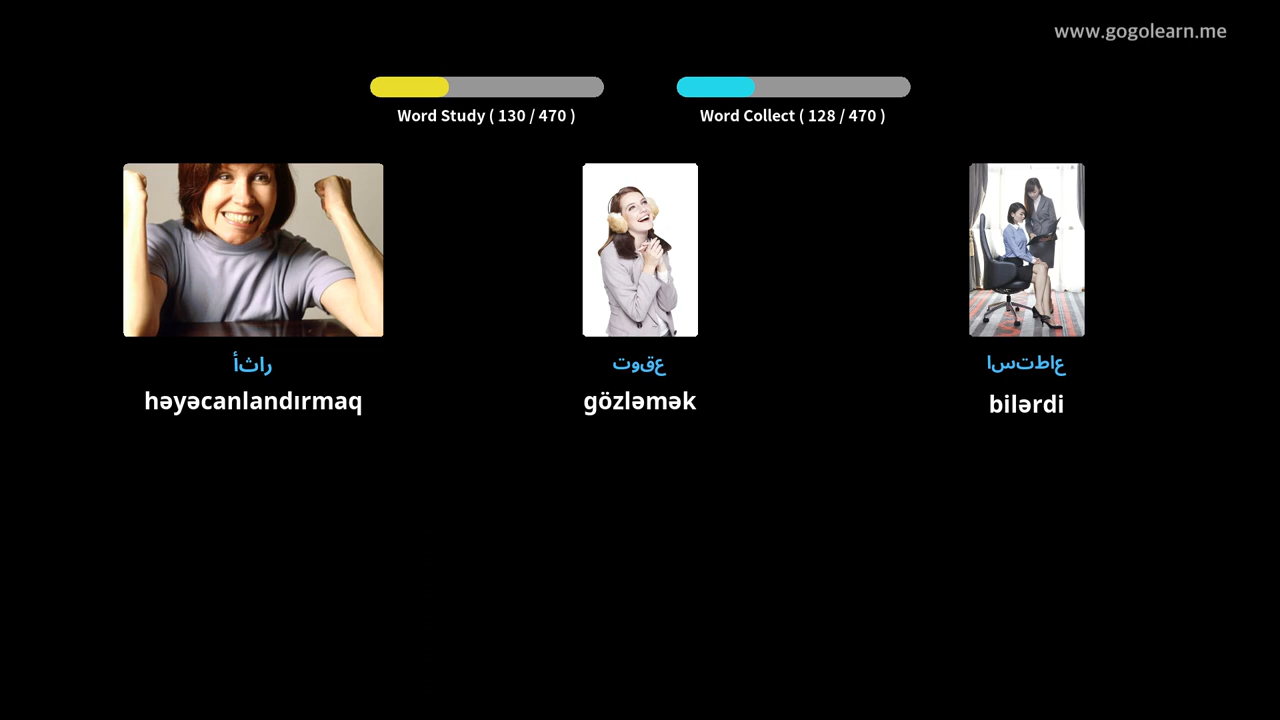 www.gogolearn.me
Word Study ( 130 / 470 )
Word Collect ( 128 / 470 )
أثار
həyəcanlandırmaq
توقع
gözləmək
استطاع
bilərdi